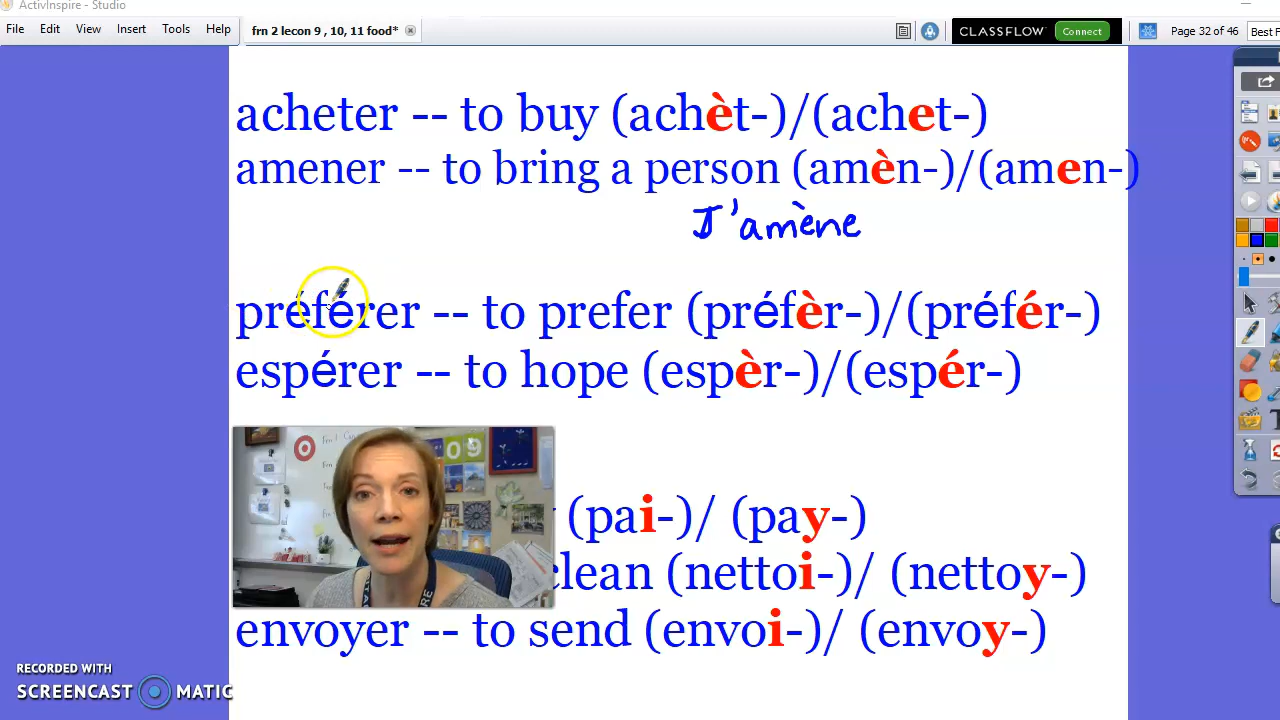 ActivInspire - Studio
File Edit View Insert Tools Help
frn 2 lecon 9 , 10, 11 food*
CLASSFLOW Connect
Page 32 of 46
Best F
acheter -- to buy (achèt-)/(achet-)
amener -- to bring a person (amèn-)/(amen-)
J'amène
préférer -- to prefer (préfèr-)/(préfér-)
espérer -- to hope (espèr-)/(espér-)
09
(pai-)/ (pay-)
clean (nettoi-)/ (nettoy-)
envoyer -- to send (envoi-)/ (envoy-)
RECORDED WITH
SCREENCAST MATIC